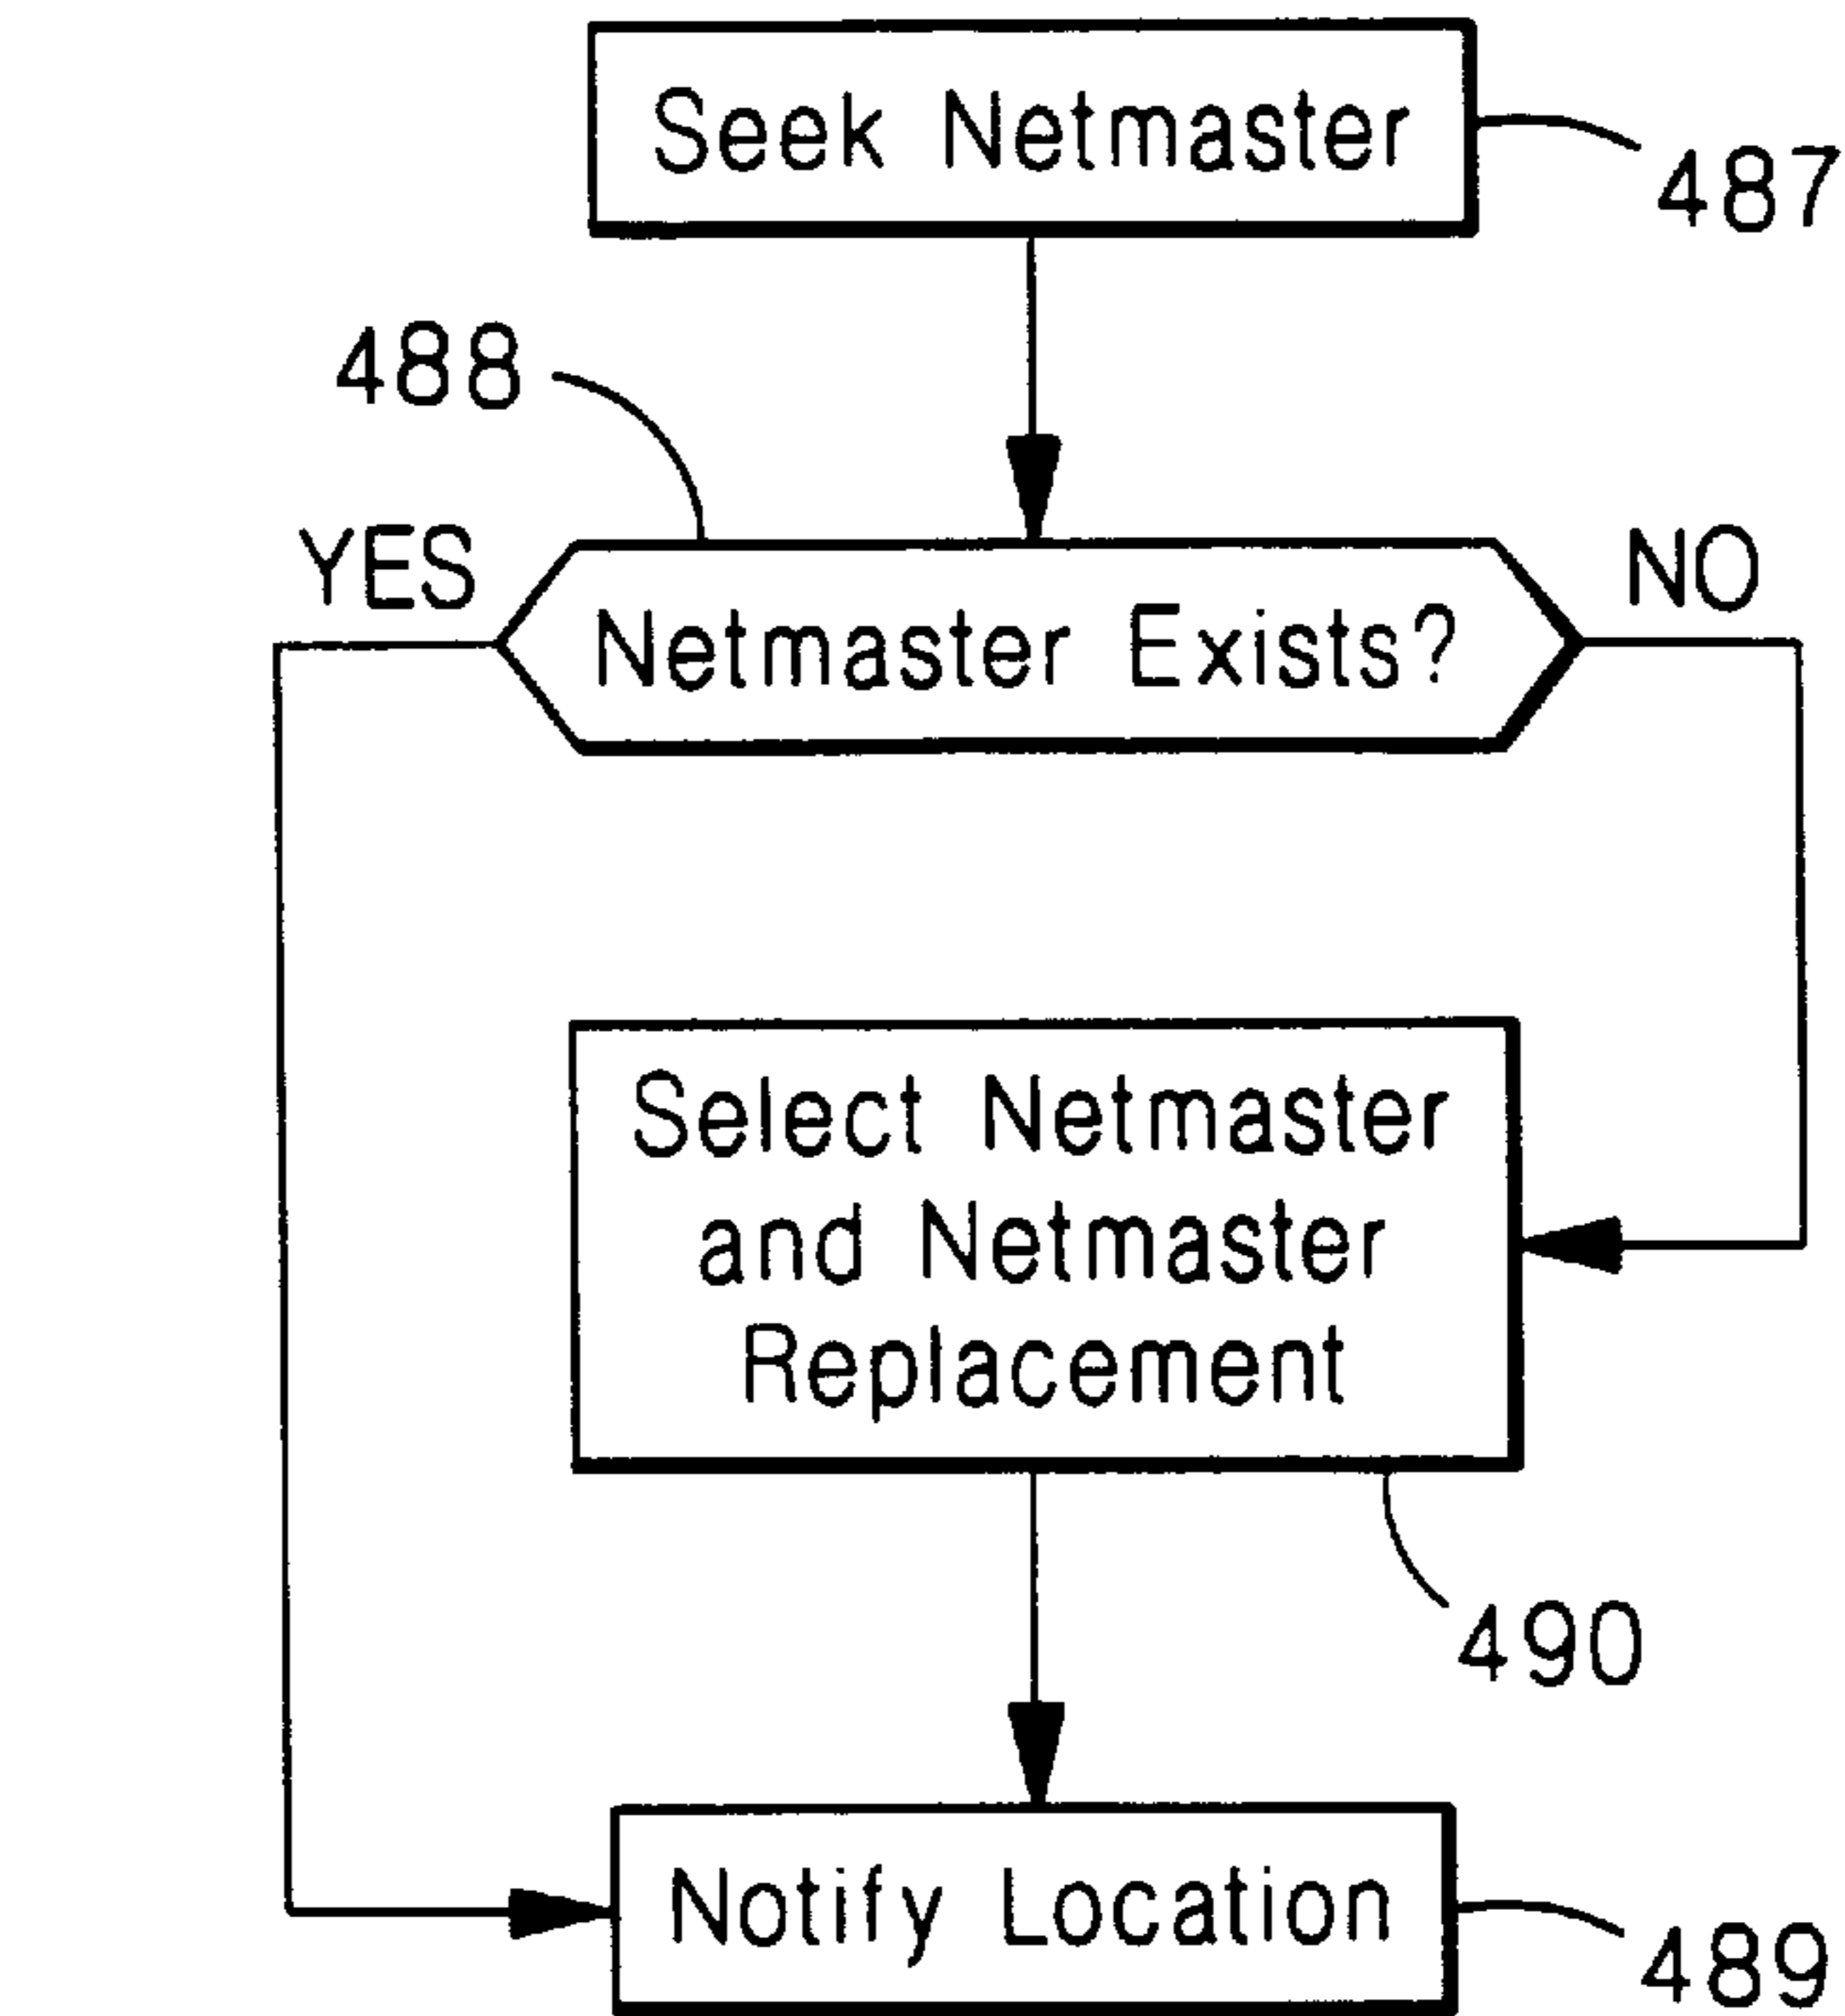 Seek Netmaster
487
488
YES
NO
Netmaster Exists?
Select Netmaster
and Netmaster
Replacement
490
Notify Location
489